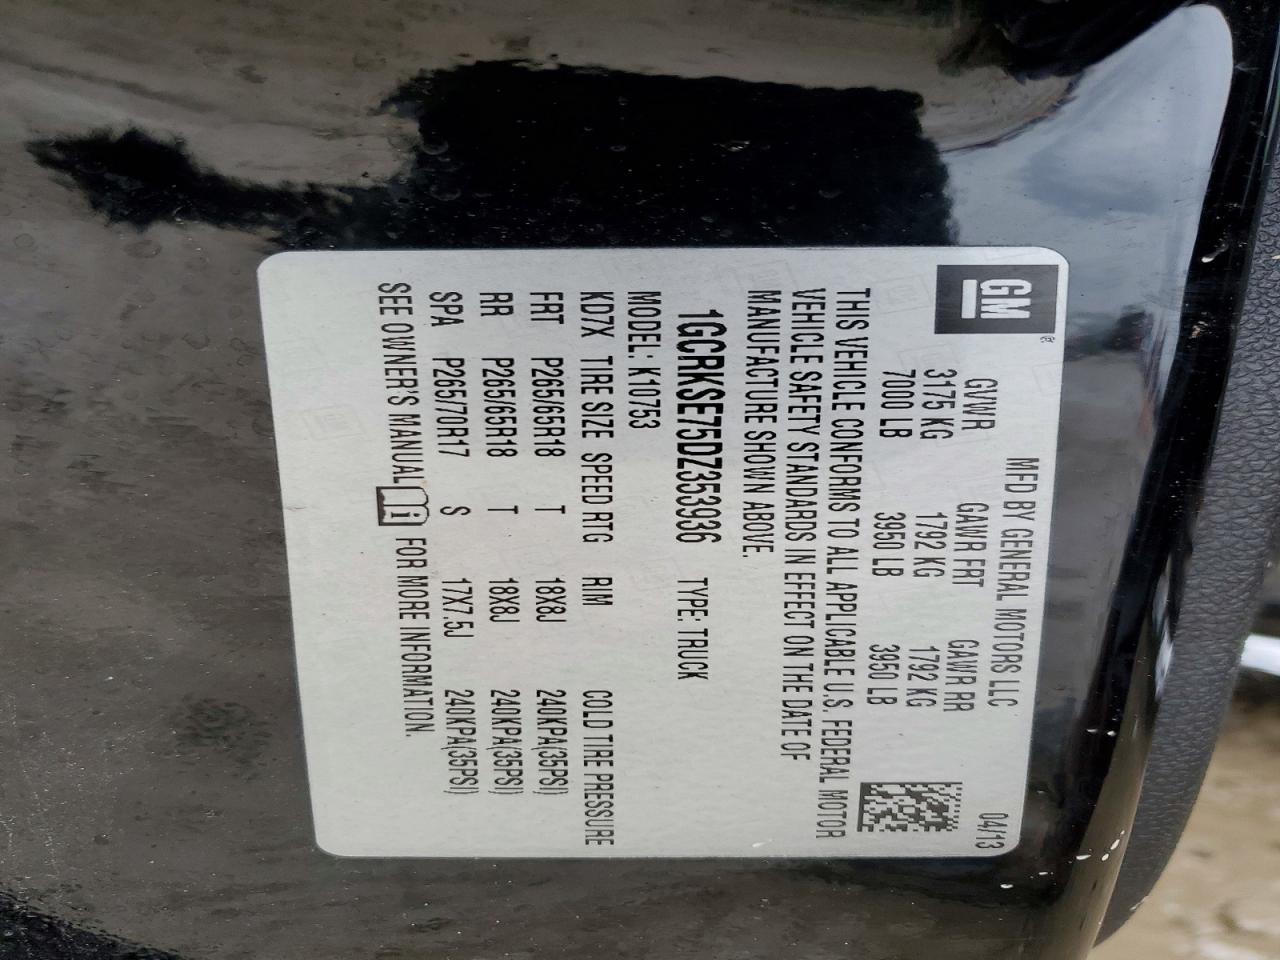 GM
MFD BY GENERAL MOTORS LLC 04/13
GVWR GAWR FRT GAWR RR
3175 KG 1792 KG 1792 KG
7000 LB 3950 LB 3950 LB
THIS VEHICLE CONFORMS TO ALL APPLICABLE U.S. FEDERAL MOTOR
VEHICLE SAFETY STANDARDS IN EFFECT ON THE DATE OF
MANUFACTURE SHOWN ABOVE.
1GCRKSE75DZ353936 TYPE: TRUCK
MODEL: K10753
KD7X TIRE SIZE SPEED RTG RIM COLD TIRE PRESSURE
FRT P265/65R18 T 18X8J 240KPA(35PSI)
RR P265/65R18 T 18X8J 240KPA(35PSI)
SPA P265/70R17 S 17X7.5J 240KPA(35PSI)
SEE OWNER'S MANUAL i FOR MORE INFORMATION.